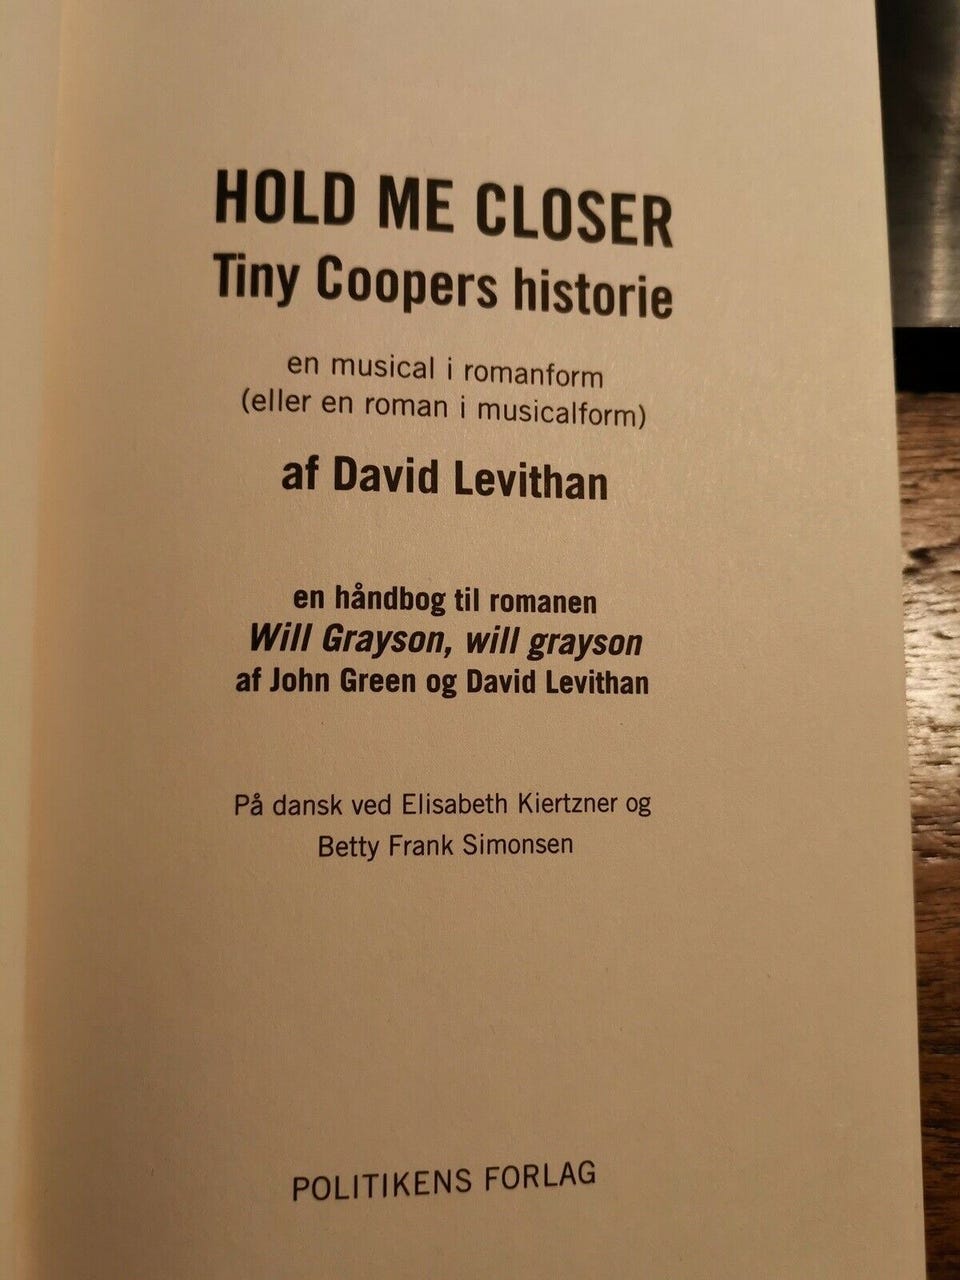 HOLD ME CLOSER
Tiny Coopers historie
en musical i romanform
(eller en roman i musicalform)
af David Levithan
en håndbog til romanen
Will Grayson, will grayson
af John Green og David Levithan
På dansk ved Elisabeth Kiertzner og
Betty Frank Simonsen
POLITIKENS FORLAG